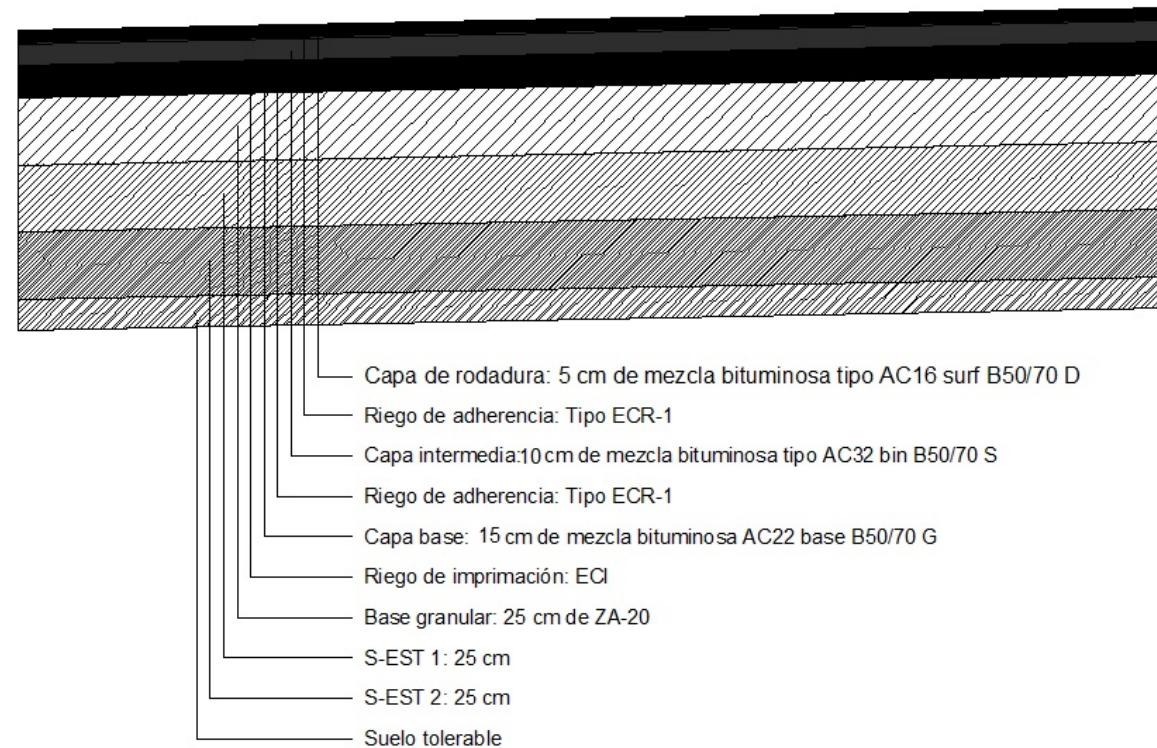 Capa de rodadura: 5 cm de mezcla bituminosa tipo AC16 surf B50/70 D
Riego de adherencia: Tipo ECR-1
Capa intermedia:10 cm de mezcla bituminosa tipo AC32 bin B50/70 S
Riego de adherencia: Tipo ECR-1
Capa base: 15 cm de mezcla bituminosa AC22 base B50/70 G
Riego de imprimación: ECI
Base granular: 25 cm de ZA-20
S-EST 1: 25 cm
S-EST 2: 25 cm
Suelo tolerable